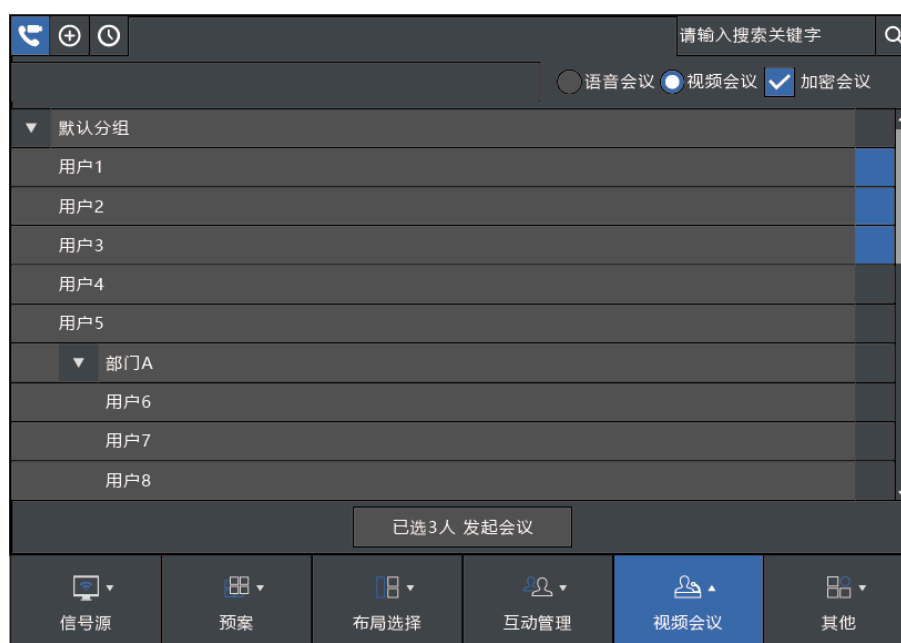 请输入搜索关键字
语音会议 视频会议 加密会议
默认分组
用户1
用户2
用户3
用户4
用户5
部门A
用户6
用户7
用户8
已选3人 发起会议
信号源 预案 布局选择 互动管理 视频会议 其他